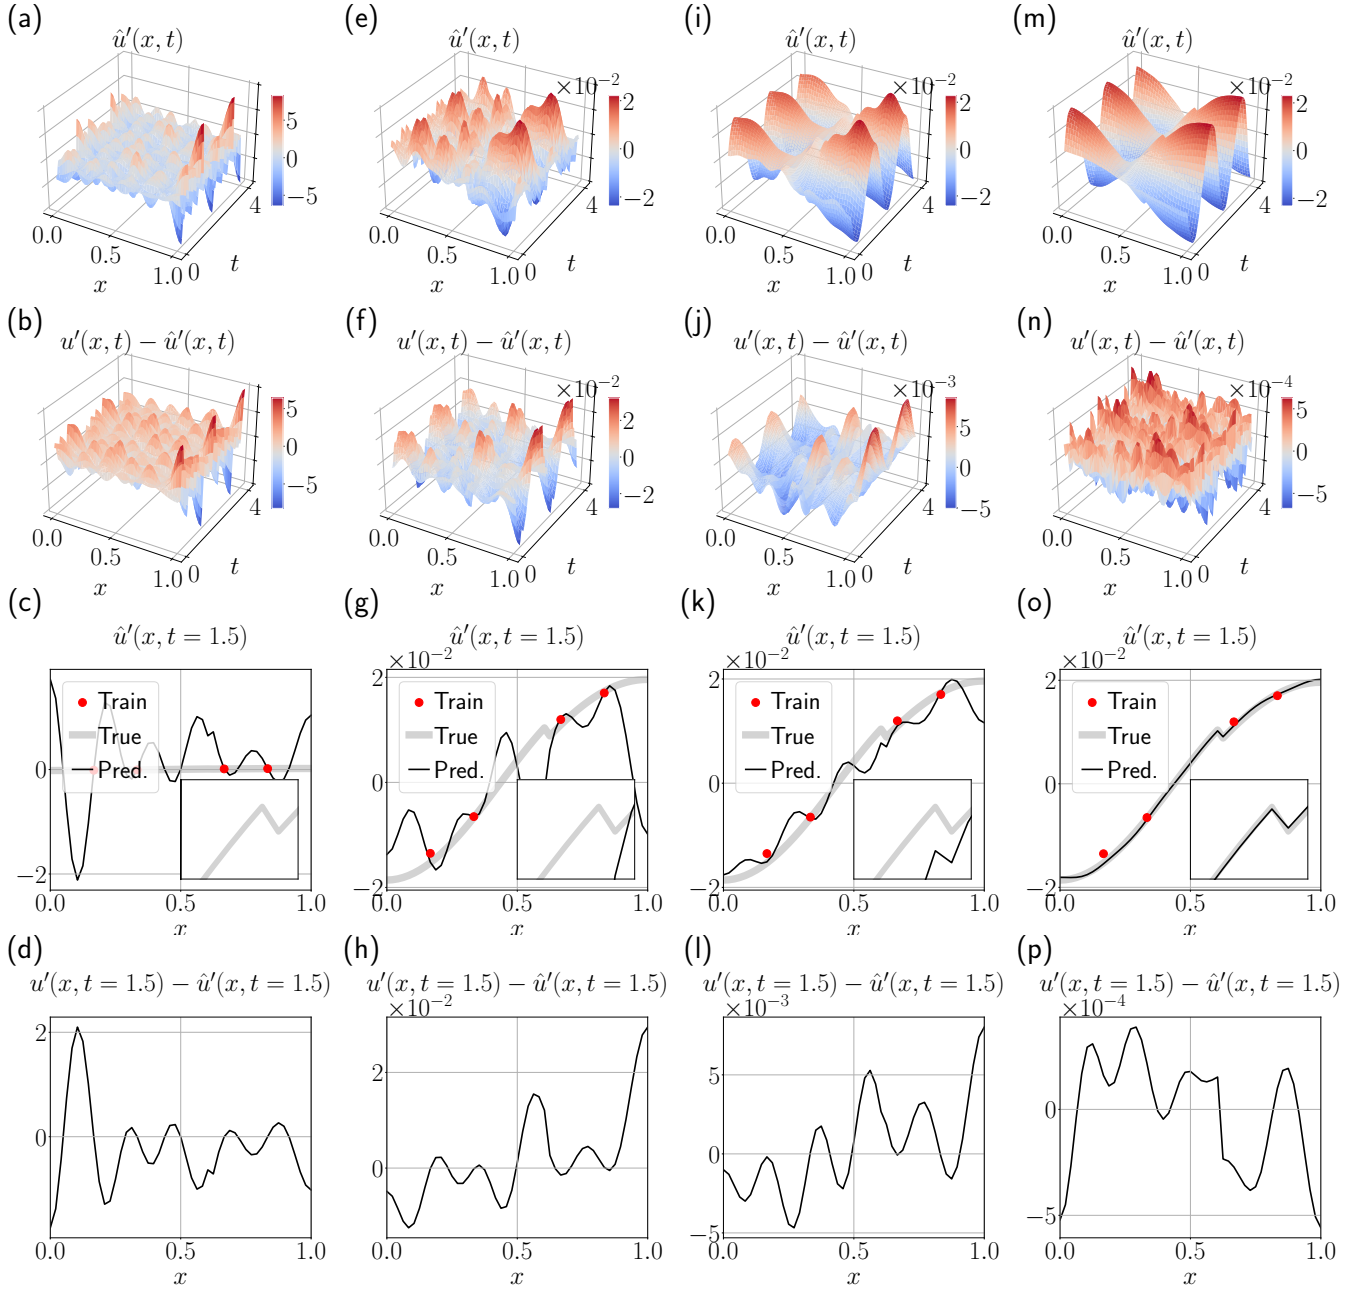 (a) (e) (i) (m)
û′(x, t) û′(x, t) û′(x, t) û′(x, t)
×10⁻² ×10⁻² ×10⁻²
5 2 2 2
0 0 0 0
−5 −2 −2 −2
4 4 4 4
0.0 0.0 0.0 0.0
0.5 0.5 0.5 0.5
1.0 0 1.0 0 1.0 0 1.0 0
x t x t x t x t
(b) (f) (j) (n)
u′(x, t) − û′(x, t) u′(x, t) − û′(x, t) u′(x, t) − û′(x, t) u′(x, t) − û′(x, t)
×10⁻² ×10⁻³ ×10⁻⁴
5 2 5 5
0 0 0 0
−5 −2 −5 −5
4 4 4 4
0.0 0.0 0.0 0.0
0.5 0.5 0.5 0.5
1.0 0 1.0 0 1.0 0 1.0 0
x t x t x t x t
(c) (g) (k) (o)
û′(x, t = 1.5) û′(x, t = 1.5) û′(x, t = 1.5) û′(x, t = 1.5)
×10⁻² ×10⁻² ×10⁻²
2 2 2
Train Train Train Train
True True True True
Pred. Pred. Pred. Pred.
0 0 0 0
−2 −2 −2 −2
0.0 0.5 1.0 0.0 0.5 1.0 0.0 0.5 1.0 0.0 0.5 1.0
x x x x
(d) (h) (l) (p)
u′(x, t = 1.5) − û′(x, t = 1.5) u′(x, t = 1.5) − û′(x, t = 1.5) u′(x, t = 1.5) − û′(x, t = 1.5) u′(x, t = 1.5) − û′(x, t = 1.5)
×10⁻² ×10⁻³ ×10⁻⁴
2 2 5
0 0 0 0
−5 −5
0.0 0.5 1.0 0.0 0.5 1.0 0.0 0.5 1.0 0.0 0.5 1.0
x x x x